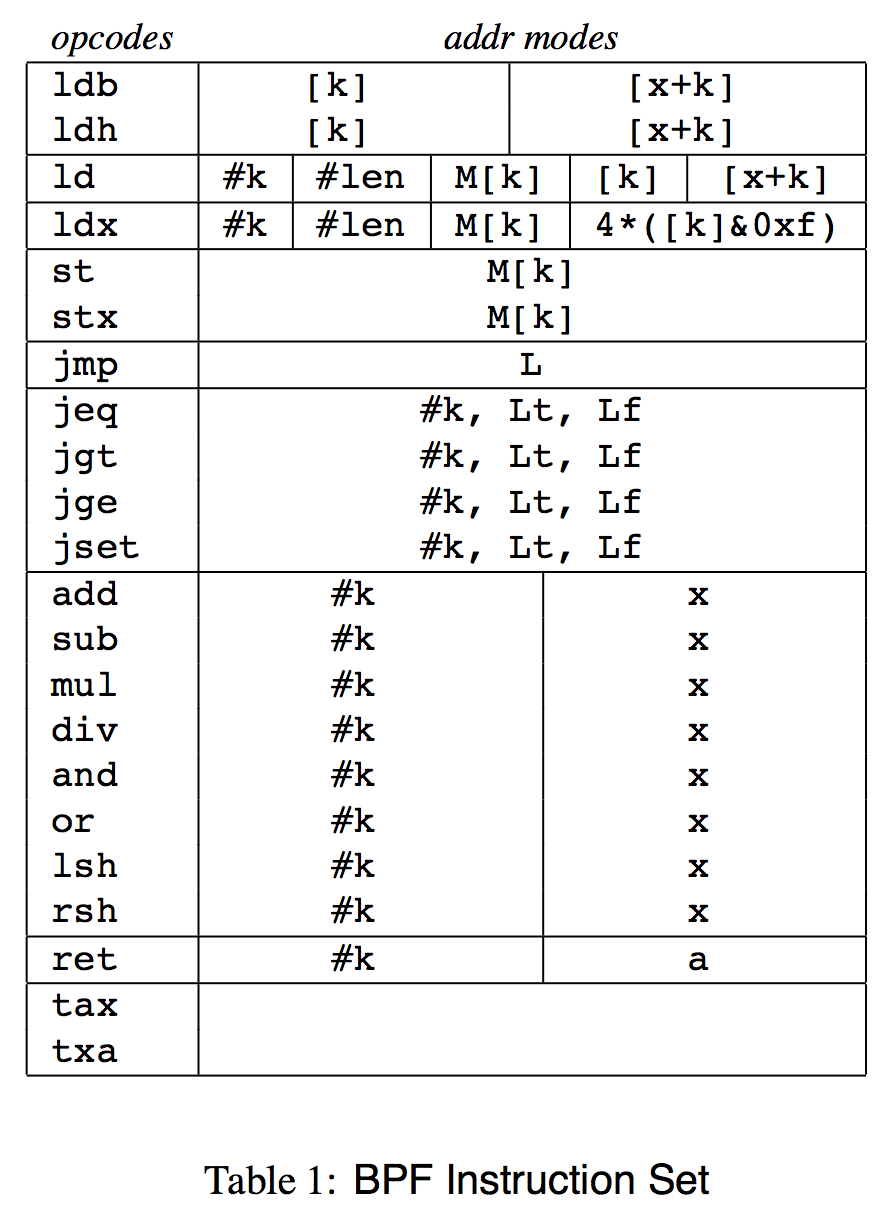 opcodes addr modes
ldb [k] [x+k]
ldh [k] [x+k]
ld #k #len M[k] [k] [x+k]
ldx #k #len M[k] 4*([k]&0xf)
st M[k]
stx M[k]
jmp L
jeq #k, Lt, Lf
jgt #k, Lt, Lf
jge #k, Lt, Lf
jset #k, Lt, Lf
add #k x
sub #k x
mul #k x
div #k x
and #k x
or #k x
lsh #k x
rsh #k x
ret #k a
tax
txa
Table 1: BPF Instruction Set